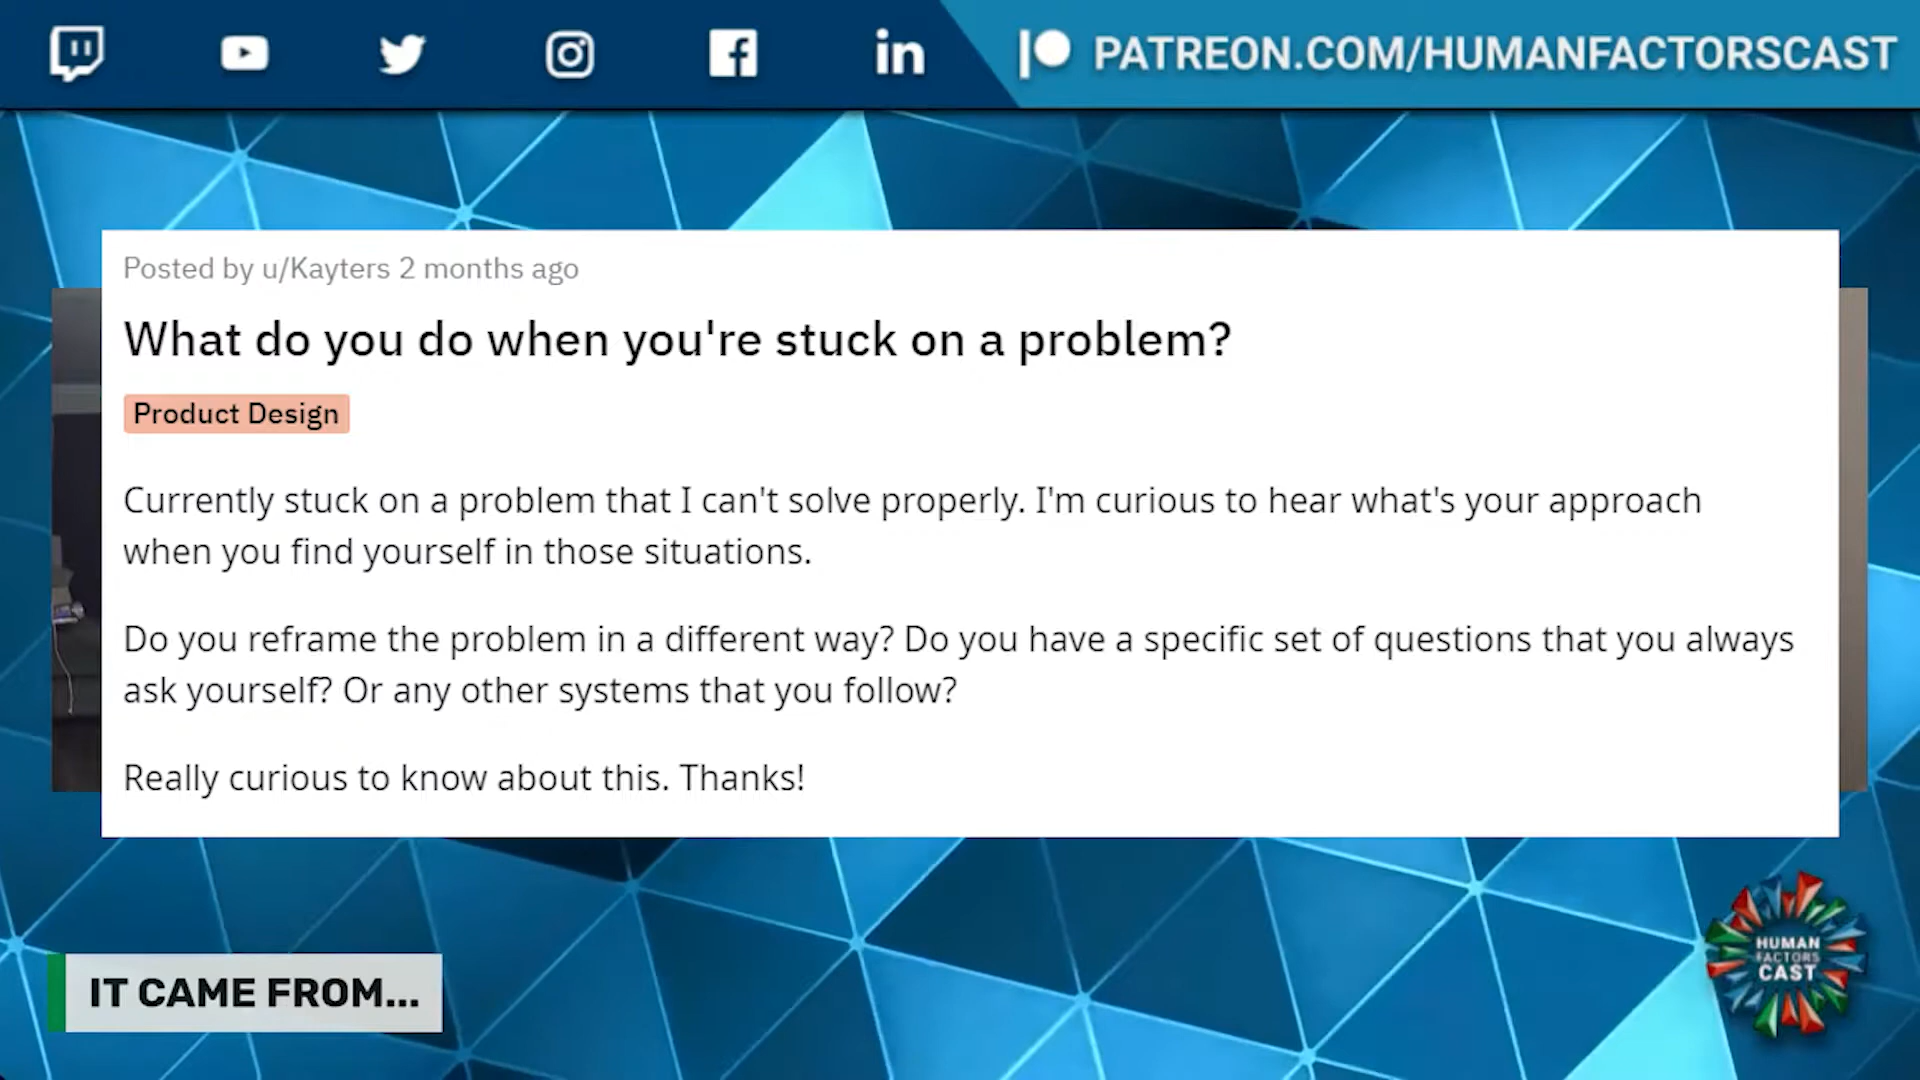 PATREON.COM/HUMANFACTORSCAST
Posted by u/Kayters 2 months ago
What do you do when you're stuck on a problem?
Product Design
Currently stuck on a problem that I can't solve properly. I'm curious to hear what's your approach
when you find yourself in those situations.
Do you reframe the problem in a different way? Do you have a specific set of questions that you always
ask yourself? Or any other systems that you follow?
Really curious to know about this. Thanks!
IT CAME FROM...
HUMAN
FACTORS
CAST